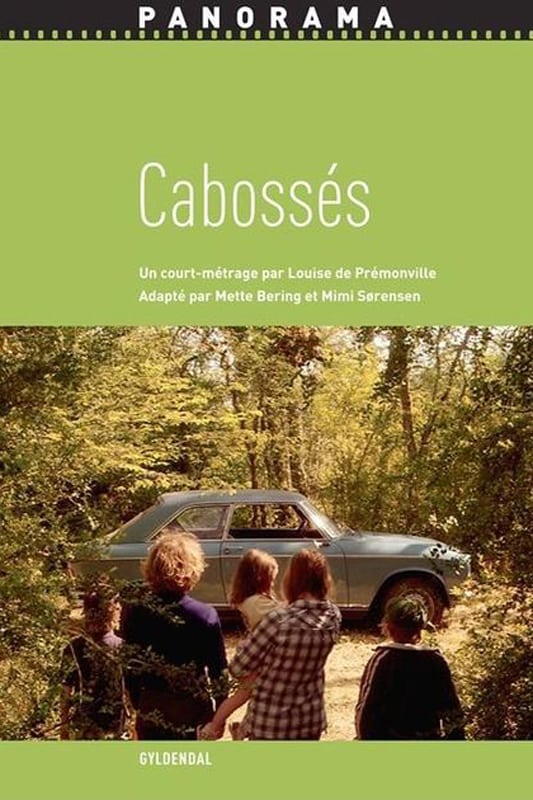 PANORAMA
Cabossés
Un court-métrage par Louise de Prémonville
Adapté par Mette Bering et Mimi Sørensen
GYLDENDAL